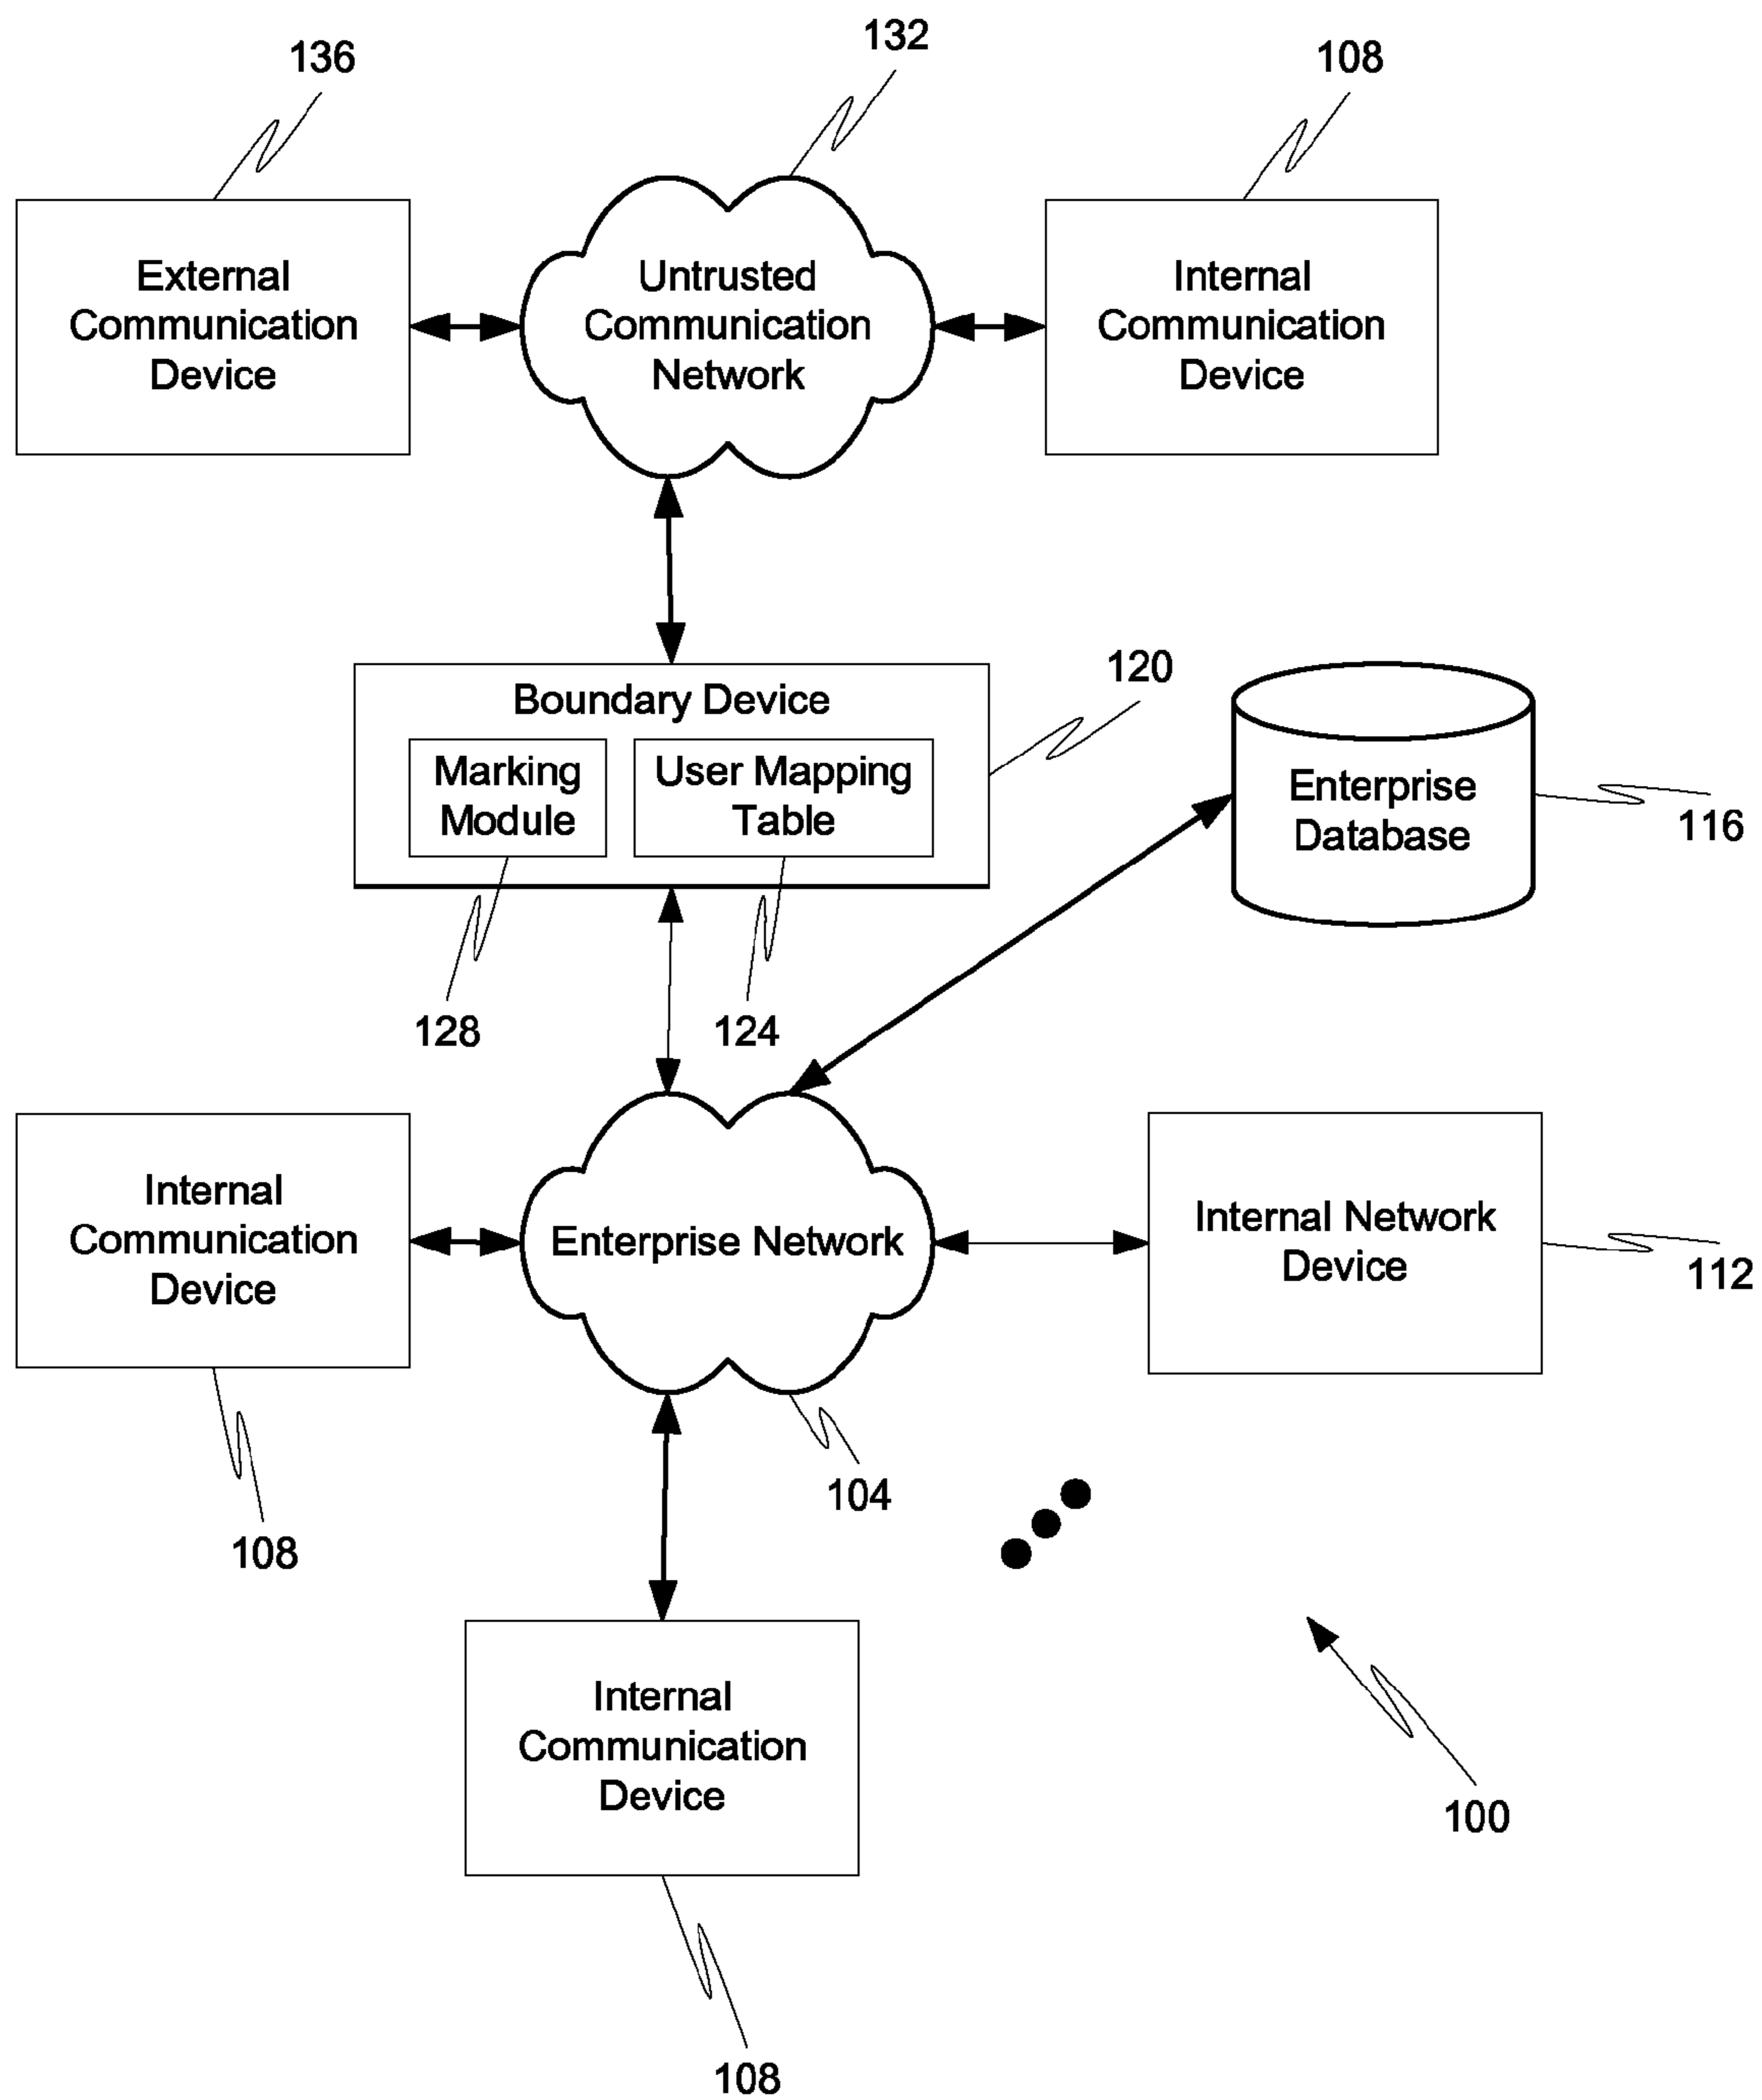 132
136
108
External
Communication
Device
Untrusted
Communication
Network
Internal
Communication
Device
120
Boundary Device
Marking
Module
User Mapping
Table
Enterprise
Database
116
128
124
Internal
Communication
Device
Enterprise Network
Internal Network
Device
112
104
108
Internal
Communication
Device
100
108